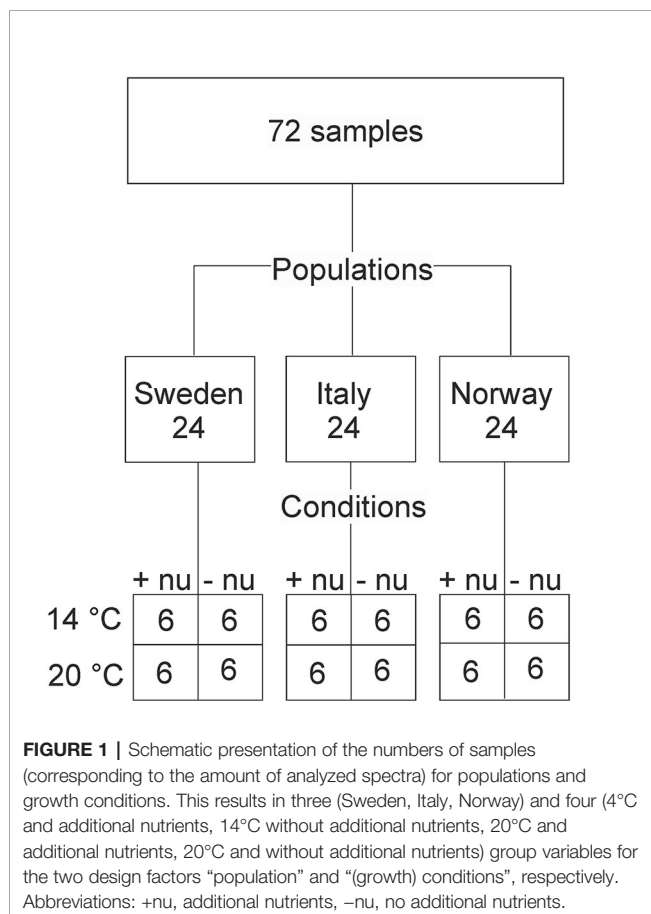 72 samples
Populations
Sweden Italy Norway
24 24 24
Conditions
+ nu - nu + nu - nu + nu - nu
14 °C 6 6 6 6 6 6
20 °C 6 6 6 6 6 6
FIGURE 1 | Schematic presentation of the numbers of samples
(corresponding to the amount of analyzed spectra) for populations and
growth conditions. This results in three (Sweden, Italy, Norway) and four (4°C
and additional nutrients, 14°C without additional nutrients, 20°C and
additional nutrients, 20°C and without additional nutrients) group variables for
the two design factors “population” and “(growth) conditions”, respectively.
Abbreviations: +nu, additional nutrients, −nu, no additional nutrients.